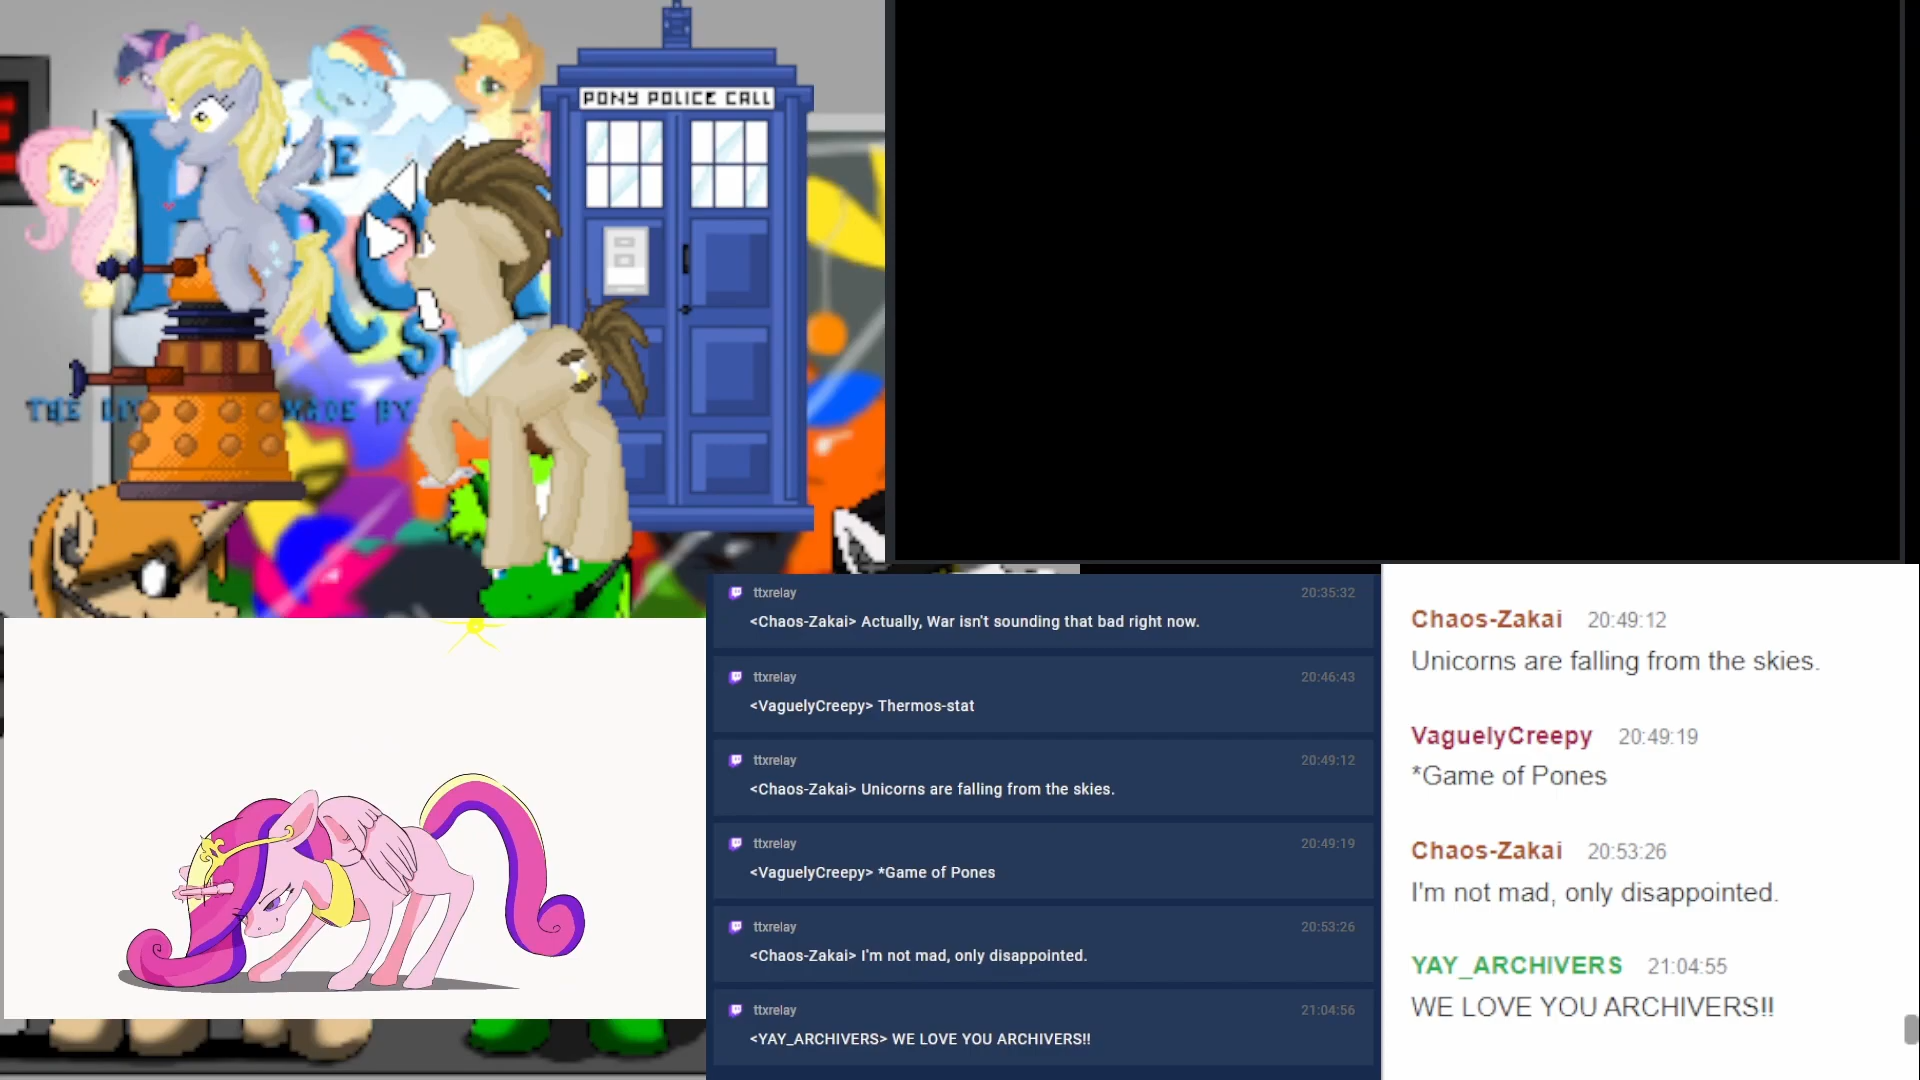 PONY POLICE CALL
THE
MADE BY
ttxrelay 20:35:32
<Chaos-Zakai> Actually, War isn't sounding that bad right now.
ttxrelay 20:46:43
<VaguelyCreepy> Thermos-stat
ttxrelay 20:49:12
<Chaos-Zakai> Unicorns are falling from the skies.
ttxrelay 20:49:19
<VaguelyCreepy> *Game of Pones
ttxrelay 20:53:26
<Chaos-Zakai> I'm not mad, only disappointed.
ttxrelay 21:04:56
<YAY_ARCHIVERS> WE LOVE YOU ARCHIVERS!!
Chaos-Zakai 20:49:12
Unicorns are falling from the skies.
VaguelyCreepy 20:49:19
*Game of Pones
Chaos-Zakai 20:53:26
I'm not mad, only disappointed.
YAY_ARCHIVERS 21:04:55
WE LOVE YOU ARCHIVERS!!